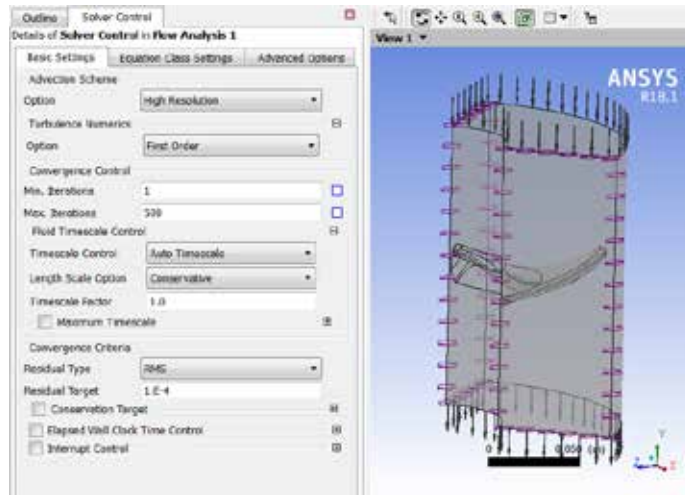 Outline Solver Control
Details of Solver Control in Flow Analysis 1
Basic Settings Equation Class Settings Advanced Options
Advection Scheme
Option High Resolution
Turbulence Numerics
Option First Order
Convergence Control
Min. Iterations 1
Max. Iterations 500
Fluid Timescale Control
Timescale Control Auto Timescale
Length Scale Option Conservative
Timescale Factor 1.0
Maximum Timescale
Convergence Criteria
Residual Type RMS
Residual Target 1.E-4
Conservation Target
Elapsed Wall Clock Time Control
Interrupt Control
View 1
ANSYS
R18.1
0 0.050 (m)
Y
Z X